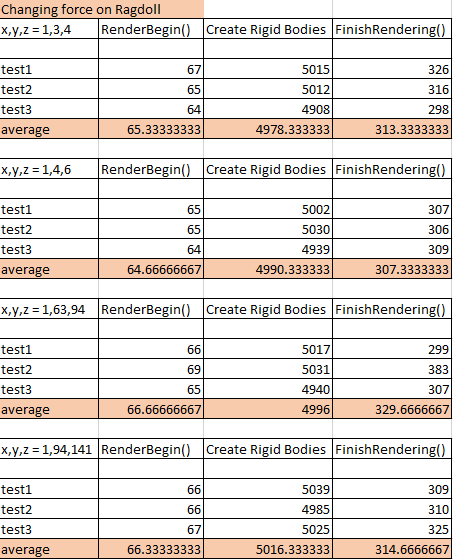 Changing force on Ragdoll
x,y,z = 1,3,4 RenderBegin() Create Rigid Bodies FinishRendering()
test1 67 5015 326
test2 65 5012 316
test3 64 4908 298
average 65.33333333 4978.333333 313.3333333
x,y,z = 1,4,6 RenderBegin() Create Rigid Bodies FinishRendering()
test1 65 5002 307
test2 65 5030 306
test3 64 4939 309
average 64.66666667 4990.333333 307.3333333
x,y,z = 1,63,94 RenderBegin() Create Rigid Bodies FinishRendering()
test1 66 5017 299
test2 69 5031 383
test3 65 4940 307
average 66.66666667 4996 329.6666667
x,y,z = 1,94,141 RenderBegin() Create Rigid Bodies FinishRendering()
test1 66 5039 309
test2 66 4985 310
test3 67 5025 325
average 66.33333333 5016.333333 314.6666667